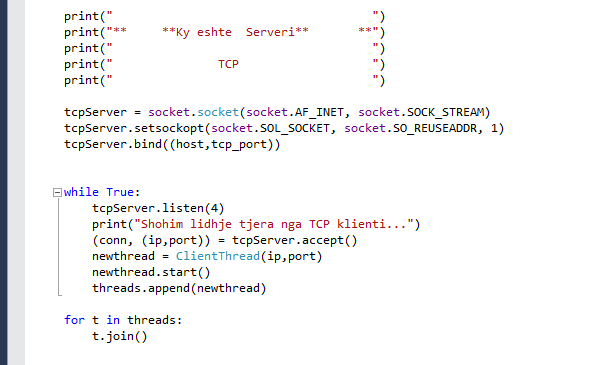 print("                                     ")
print("**     **Ky eshte  Serveri**       **")
print("                                     ")
print("               TCP                   ")
print("                                     ")
tcpServer = socket.socket(socket.AF_INET, socket.SOCK_STREAM)
tcpServer.setsockopt(socket.SOL_SOCKET, socket.SO_REUSEADDR, 1)
tcpServer.bind((host,tcp_port))
while True:
    tcpServer.listen(4)
    print("Shohim lidhje tjera nga TCP klienti...")
    (conn, (ip,port)) = tcpServer.accept()
    newthread = ClientThread(ip,port)
    newthread.start()
    threads.append(newthread)
for t in threads:
    t.join()